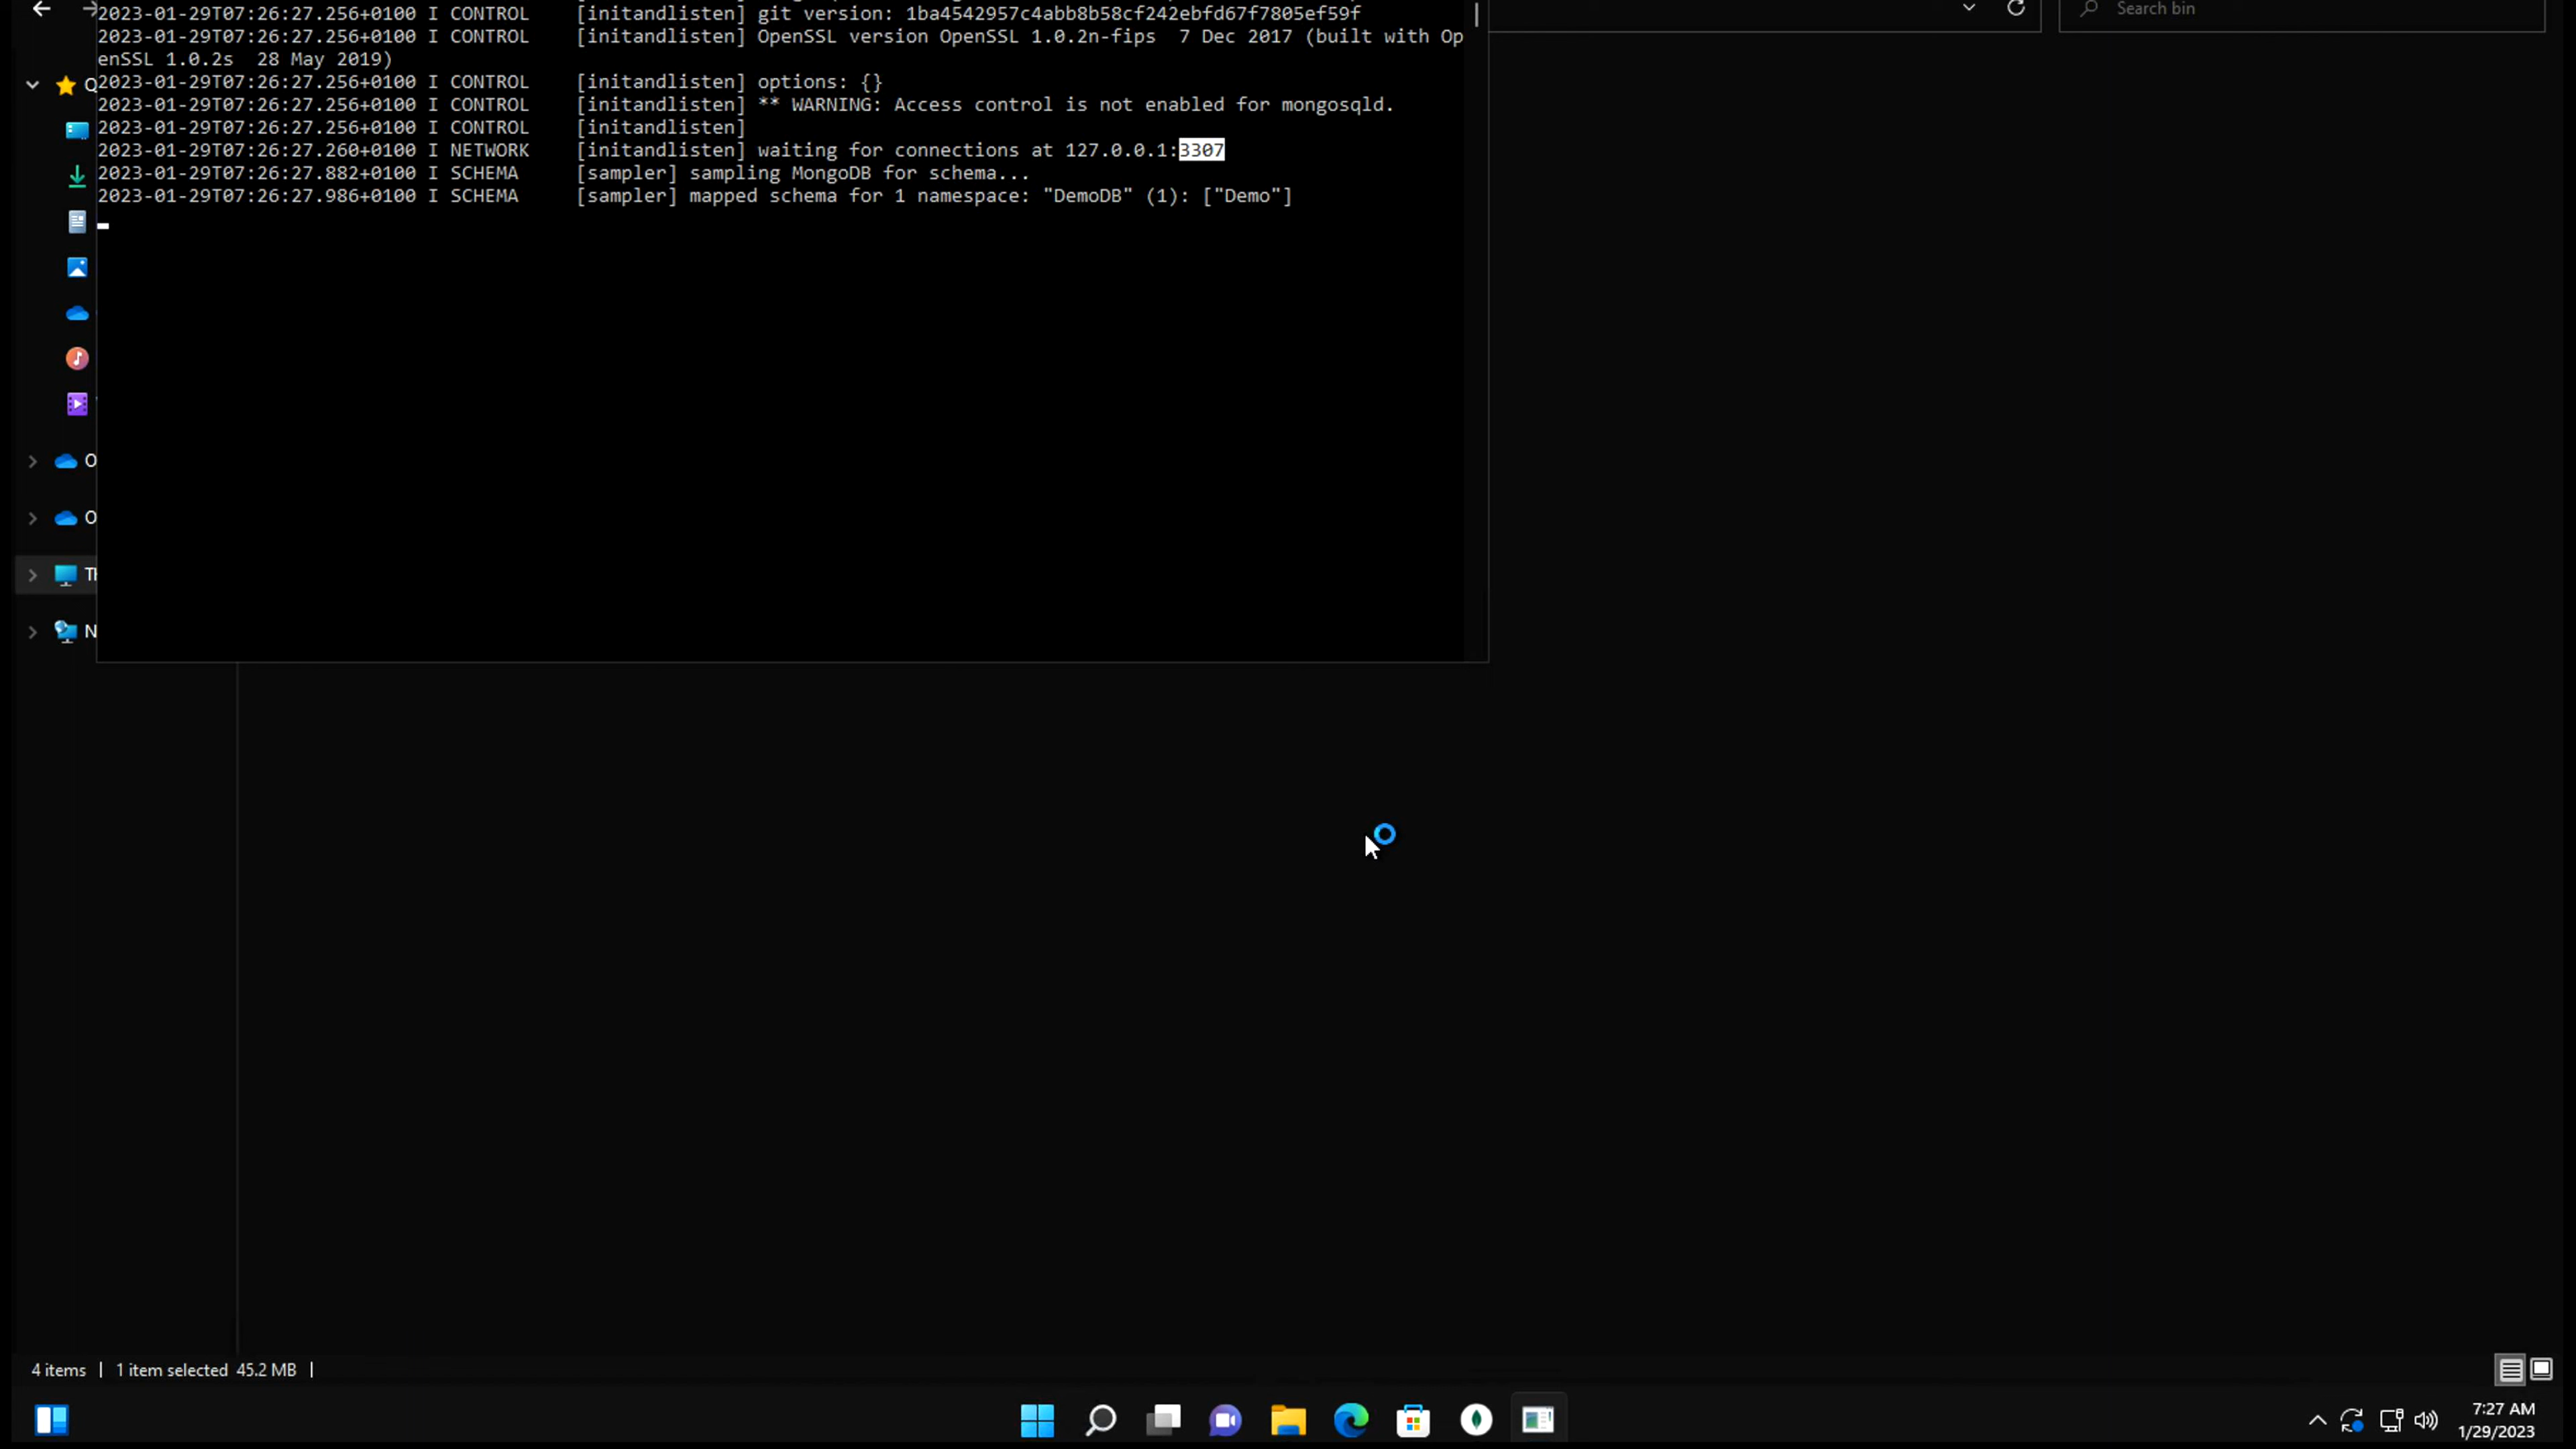 2023-01-29T07:26:27.256+0100 I CONTROL [initandlisten] git version: 1ba4542957c4abb8b58cf242ebfd67f7805ef59f
2023-01-29T07:26:27.256+0100 I CONTROL [initandlisten] OpenSSL version OpenSSL 1.0.2n-fips 7 Dec 2017 (built with Op
enSSL 1.0.2s 28 May 2019)
2023-01-29T07:26:27.256+0100 I CONTROL [initandlisten] options: {}
2023-01-29T07:26:27.256+0100 I CONTROL [initandlisten] ** WARNING: Access control is not enabled for mongosqld.
2023-01-29T07:26:27.256+0100 I CONTROL [initandlisten]
2023-01-29T07:26:27.260+0100 I NETWORK [initandlisten] waiting for connections at 127.0.0.1:3307
2023-01-29T07:26:27.882+0100 I SCHEMA [sampler] sampling MongoDB for schema...
2023-01-29T07:26:27.986+0100 I SCHEMA [sampler] mapped schema for 1 namespace: "DemoDB" (1): ["Demo"]
Search bin
O
O
N
4 items | 1 item selected 45.2 MB |
7:27 AM
1/29/2023